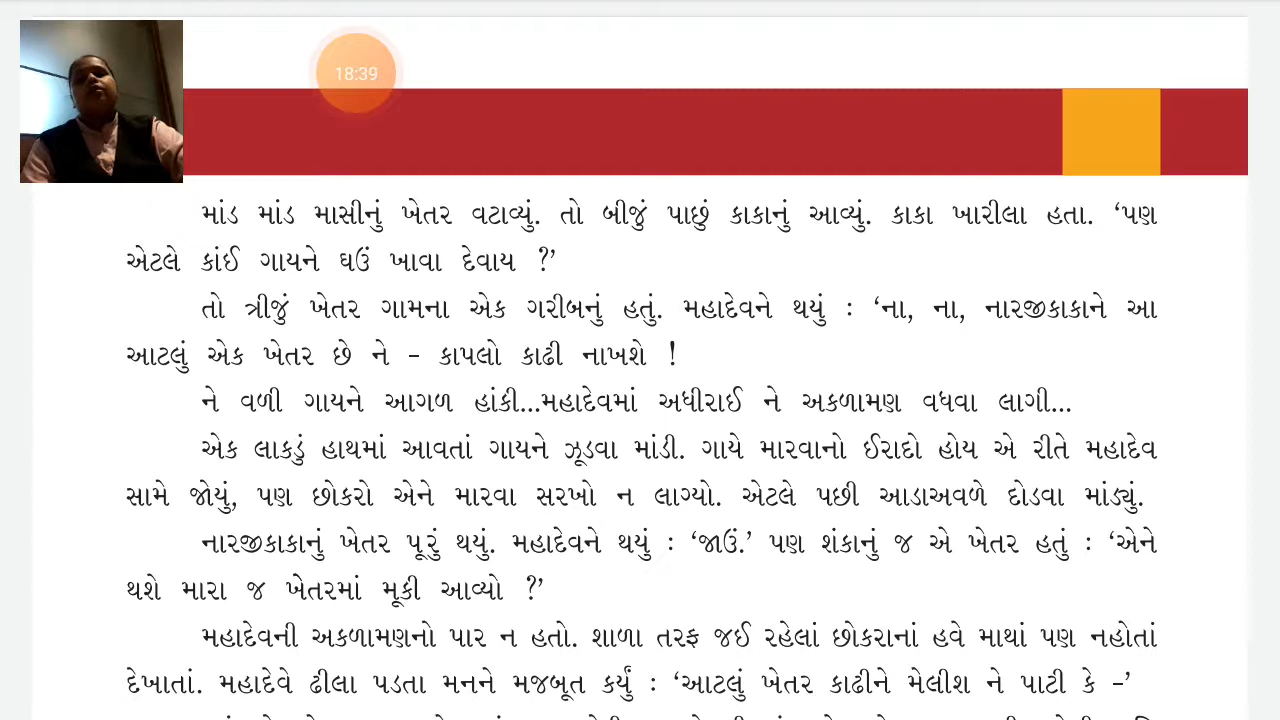 18:39
માંડ માંડ માસીનું ખેતર વટાવ્યું. તો બીજું પાછું કાકાનું આવ્યું. કાકા ખારીલા હતા. ‘પણ
એટલે કાંઈ ગાયને ઘઉં ખાવા દેવાય ?’
તો ત્રીજું ખેતર ગામના એક ગરીબનું હતું. મહાદેવને થયું : ‘ના, ના, નારજીકાકાને આ
આટલું એક ખેતર છે ને – કાપલો કાઢી નાખશે !
ને વળી ગાયને આગળ હાંકી...મહાદેવમાં અધીરાઈ ને અકળામણ વધવા લાગી...
એક લાકડું હાથમાં આવતાં ગાયને ઝૂડવા માંડી. ગાયે મારવાનો ઈરાદો હોય એ રીતે મહાદેવ
સામે જોયું, પણ છોકરો એને મારવા સરખો ન લાગ્યો. એટલે પછી આડાઅવળે દોડવા માંડ્યું.
નારજીકાકાનું ખેતર પૂરું થયું. મહાદેવને થયું : ‘જાઉં.’ પણ શંકાનું જ એ ખેતર હતું : ‘એને
થશે મારા જ ખેતરમાં મૂકી આવ્યો ?’
મહાદેવની અકળામણનો પાર ન હતો. શાળા તરફ જઈ રહેલાં છોકરાનાં હવે માથાં પણ નહોતાં
દેખાતાં. મહાદેવે ઢીલા પડતા મનને મજબૂત કર્યું : ‘આટલું ખેતર કાઢીને મેલીશ ને પાટી કે –’